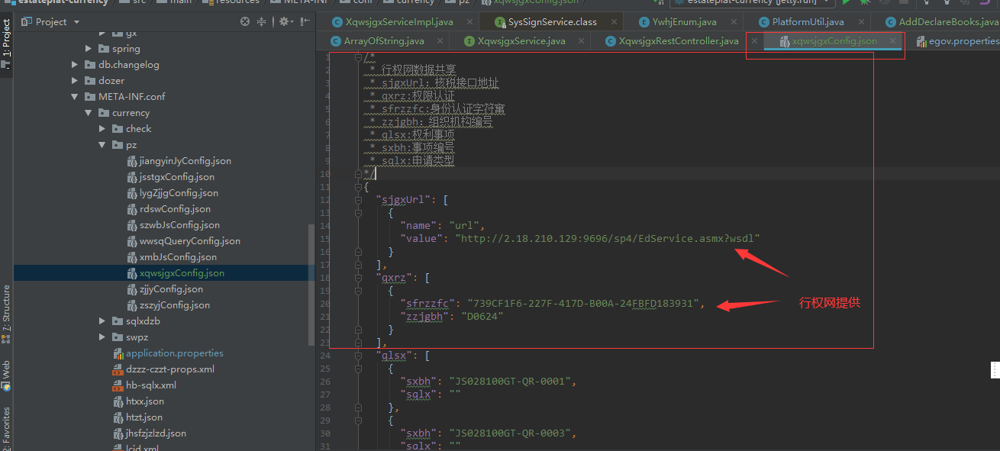 estateplat-currency src main resources META-INF conf currency pz xqwsjgxConfig.json estateplat-currency [jetty:run]
Project
XqwsjgxServiceImpl.java SysSignService.class YwhjEnum.java PlatformUtil.java AddDeclareBooks.java
ArrayOfString.java XqwsjgxService.java XqwsjgxRestController.java xqwsjgxConfig.json egov.properties
1: Project
7: Structure
Web
2: Favorites
gx
spring
db.changelog
dozer
META-INF.conf
currency
check
pz
jiangyinJyConfig.json
jsstgxConfig.json
lygZjjgConfig.json
rdswConfig.json
szwbJsConfig.json
wwsqQueryConfig.json
xmbJsConfig.json
xqwsjgxConfig.json
zjjyConfig.json
zszyjConfig.json
sqlxdzb
swpz
application.properties
dzzz-czzt-props.xml
hb-sqlx.xml
htxx.json
htzt.json
jhsfzjzlzd.json
lcid.xml
1 /*
2 * 行权网数据共享
3 * sjgxUrl：核税接口地址
4 * qxrz:权限认证
5 * sfrzzfc:身份认证字符窜
6 * zzjgbh：组织机构编号
7 * qlsx:权利事项
8 * sxbh:事项编号
9 * sqlx:申请类型
10 */
11 {
12 "sjgxUrl": [
13 {
14 "name": "url",
15 "value": "http://2.18.210.129:9696/sp4/EdService.asmx?wsdl"
16 }
17 ],
18 "qxrz": [
19 {
20 "sfrzzfc": "739CF1F6-227F-417D-B00A-24FBFD183931",
行权网提供
21 "zzjgbh": "D0624"
22 }
23 ],
24 "qlsx": [
25 {
26 "sxbh": "JS028100GT-QR-0001",
27 "sqlx": ""
28 },
29 {
30 "sxbh": "JS028100GT-QR-0003",
31 "sqlx": ""